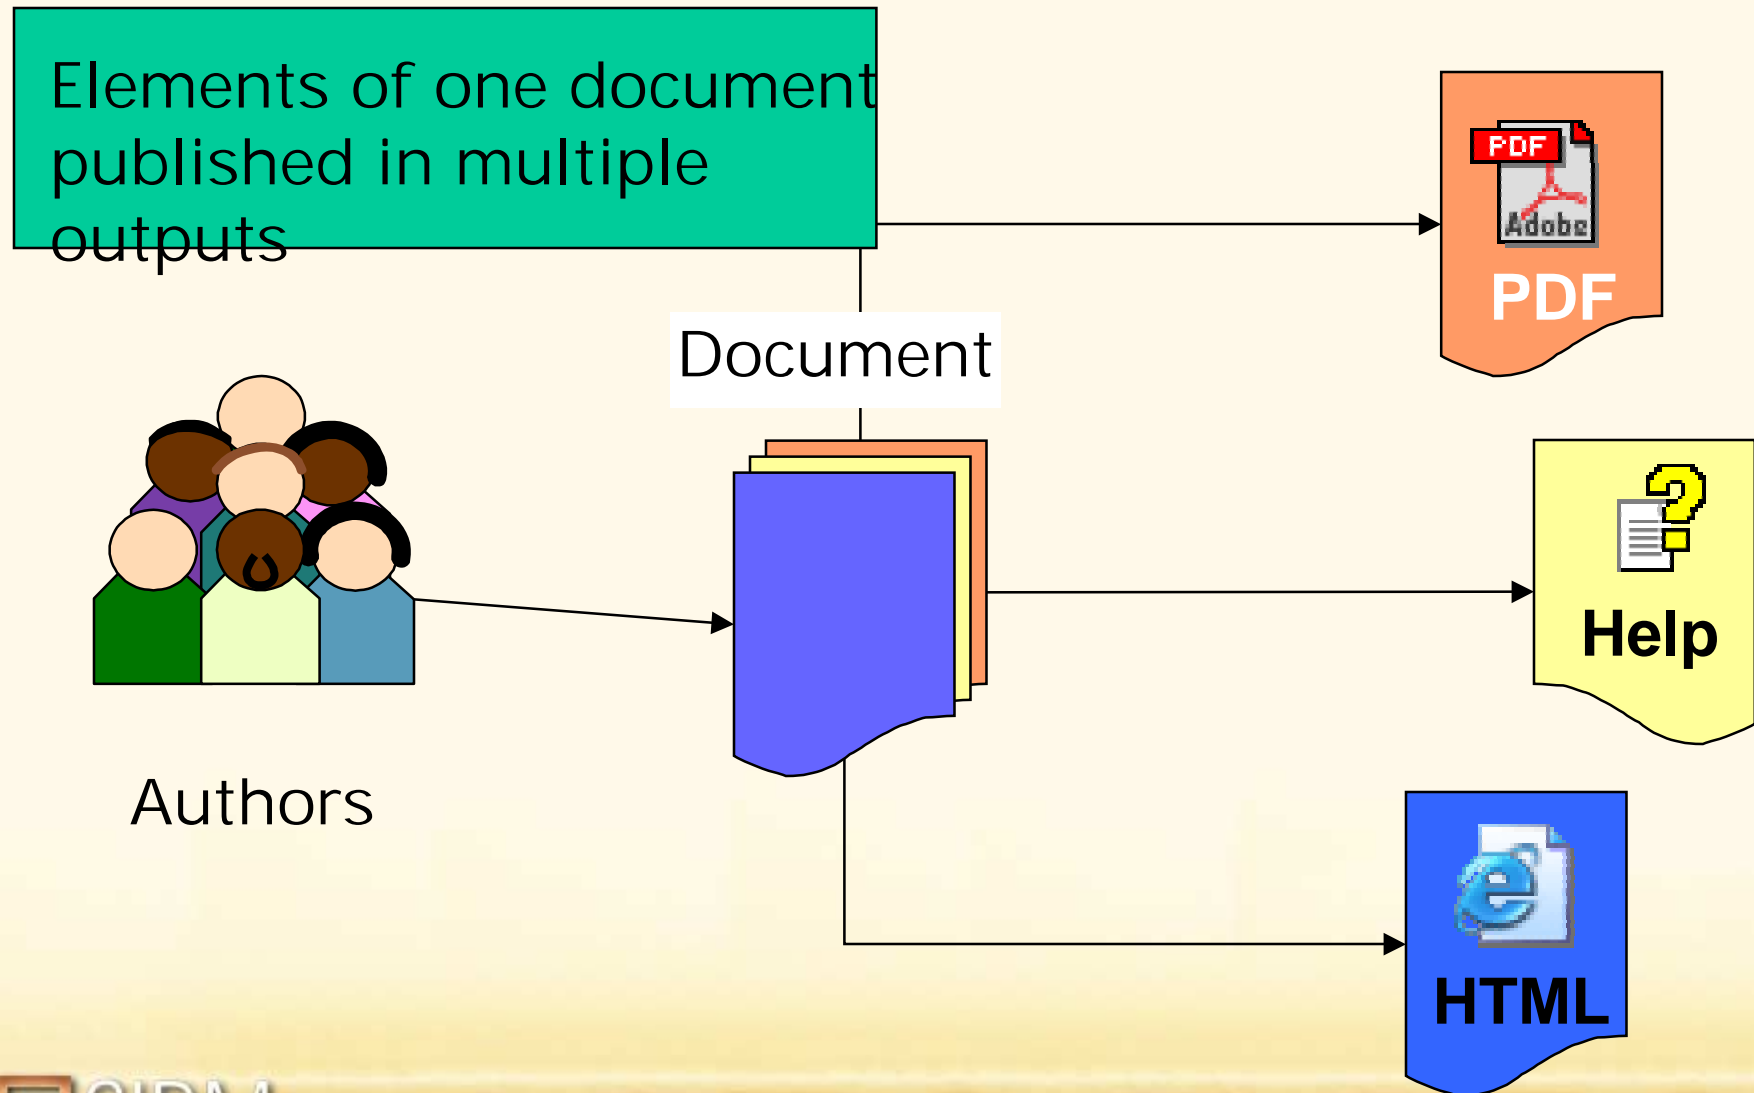 Elements of one document
published in multiple
outputs
PDF
Adobe
PDF
Document
Help
Authors
HTML